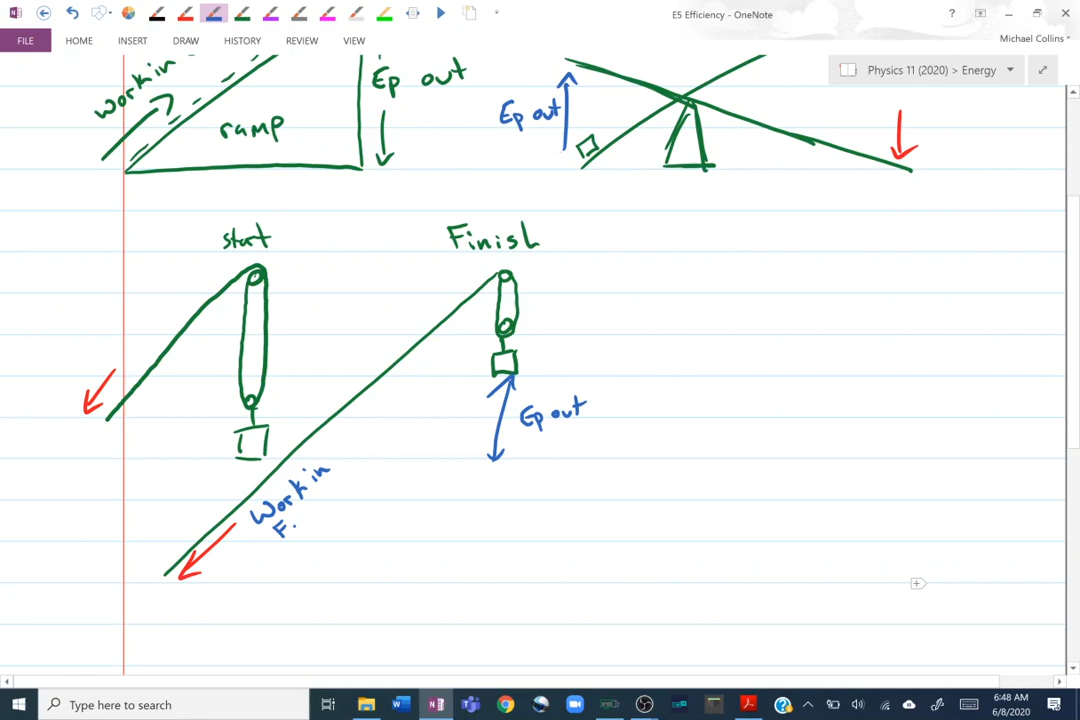 E5 Efficiency - OneNote
?
FILE
HOME
INSERT
DRAW
HISTORY
REVIEW
VIEW
Michael Collins
Physics 11 (2020) > Energy
work in
Ep out
ramp
Ep out
start
Finish
Ep out
Work in
F.
Type here to search
6:48 AM
6/8/2020